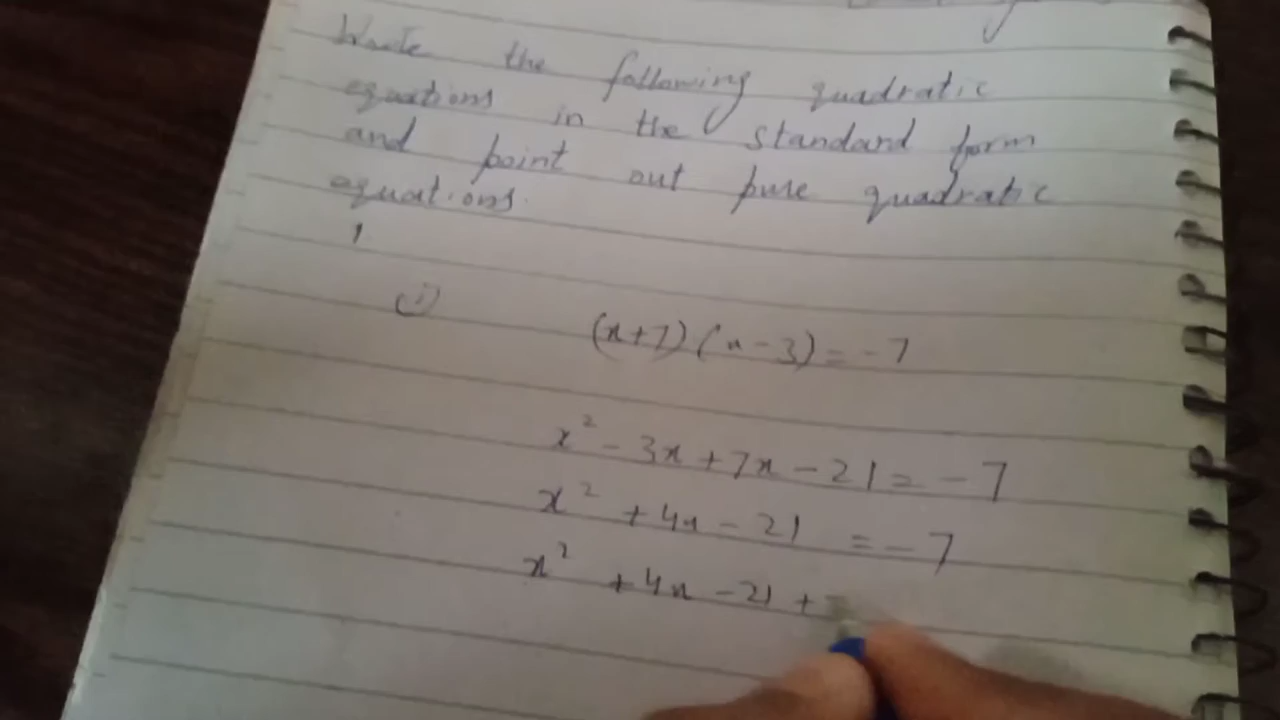 Write the following quadratic
equations in the standard form
and point out pure quadratic
equations.
1
(i) (x+7)(x-3)=-7
x² - 3x + 7x - 21 = -7
x² + 4x - 21 = -7
x² + 4x - 21 +